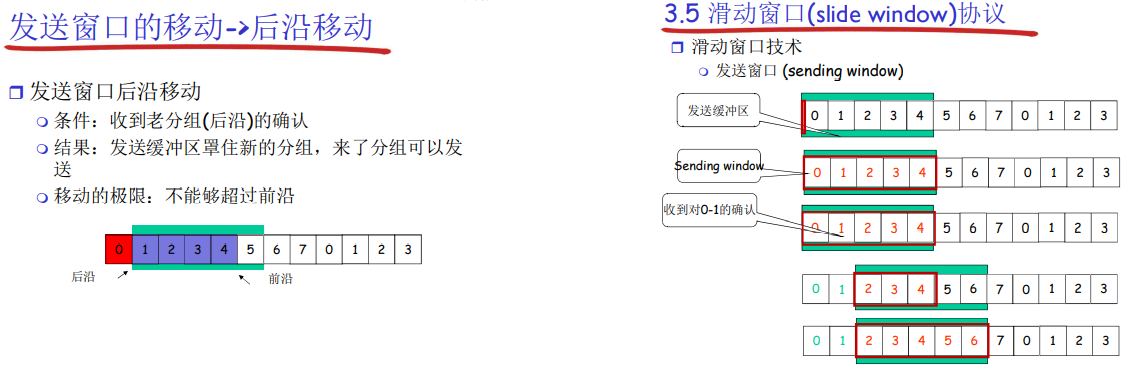 发送窗口的移动->后沿移动
发送窗口后沿移动
条件：收到老分组(后沿)的确认
结果：发送缓冲区罩住新的分组，来了分组可以发
送
移动的极限：不能够超过前沿
0 1 2 3 4 5 6 7 0 1 2 3
后沿
前沿
3.5 滑动窗口(slide window)协议
滑动窗口技术
发送窗口 (sending window)
发送缓冲区
0 1 2 3 4 5 6 7 0 1 2 3
Sending window
0 1 2 3 4 5 6 7 0 1 2 3
收到对0-1的确认
0 1 2 3 4 5 6 7 0 1 2 3
0 1 2 3 4 5 6 7 0 1 2 3
0 1 2 3 4 5 6 7 0 1 2 3